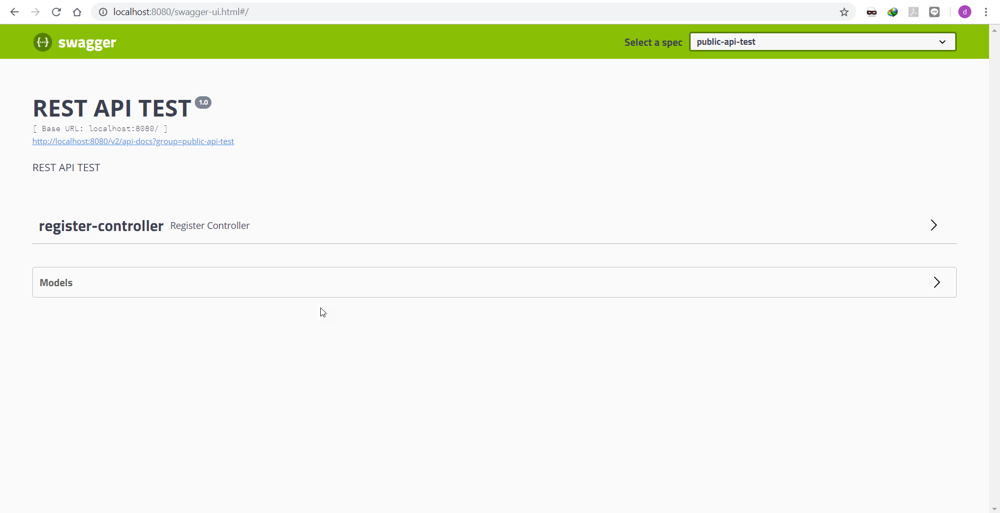 localhost:8080/swagger-ui.html#/
d
{...} swagger
Select a spec
public-api-test
REST API TEST 1.0
[ Base URL: localhost:8080/ ]
http://localhost:8080/v2/api-docs?group=public-api-test
REST API TEST
register-controller Register Controller
Models